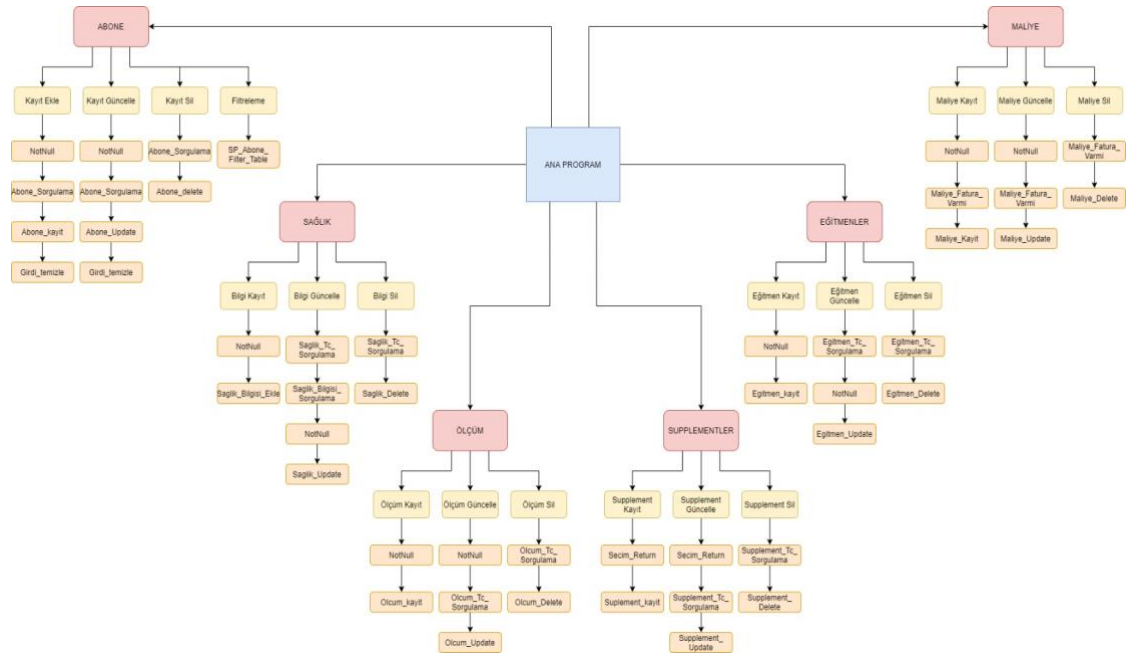 ABONE
MALİYE
Kayıt Ekle
Kayıt Güncelle
Kayıt Sil
Filtreleme
NotNull
NotNull
Abone_Sorgulama
SP_Abone_
Filter_Table
Abone_Sorgulama
Abone_Sorgulama
Abone_delete
Abone_kayit
Abone_Update
Girdi_temizle
Girdi_temizle
Maliye Kayıt
Maliye Güncelle
Maliye Sil
NotNull
NotNull
Maliye_Fatura_
Varmi
Maliye_Fatura_
Varmi
Maliye_Fatura_
Varmi
Maliye_Delete
Maliye_Kayit
Maliye_Update
ANA PROGRAM
SAĞLIK
Bilgi Kayıt
Bilgi Güncelle
Bilgi Sil
NotNull
Saglik_Tc_
Sorgulama
Saglik_Tc_
Sorgulama
Saglik_Bilgisi_Ekle
Saglik_Bilgisi_
Sorgulama
Saglik_Delete
NotNull
Saglik_Update
EĞİTMENLER
Eğitmen Kayıt
Eğitmen
Güncelle
Eğitmen Sil
NotNull
Egitmen_Tc_
Sorgulama
Egitmen_Tc_
Sorgulama
Egitmen_kayit
NotNull
Egitmen_Delete
Egitmen_Update
ÖLÇÜM
Ölçüm Kayıt
Ölçüm Güncelle
Ölçüm Sil
NotNull
NotNull
Olcum_Tc_
Sorgulama
Olcum_kayit
Olcum_Tc_
Sorgulama
Olcum_Delete
Olcum_Update
SUPPLEMENTLER
Supplement
Kayıt
Supplement
Güncelle
Supplement Sil
Secim_Return
Secim_Return
Supplement_Tc_
Sorgulama
Suplement_kayit
Supplement_Tc_
Sorgulama
Supplement_
Delete
Supplement_
Update